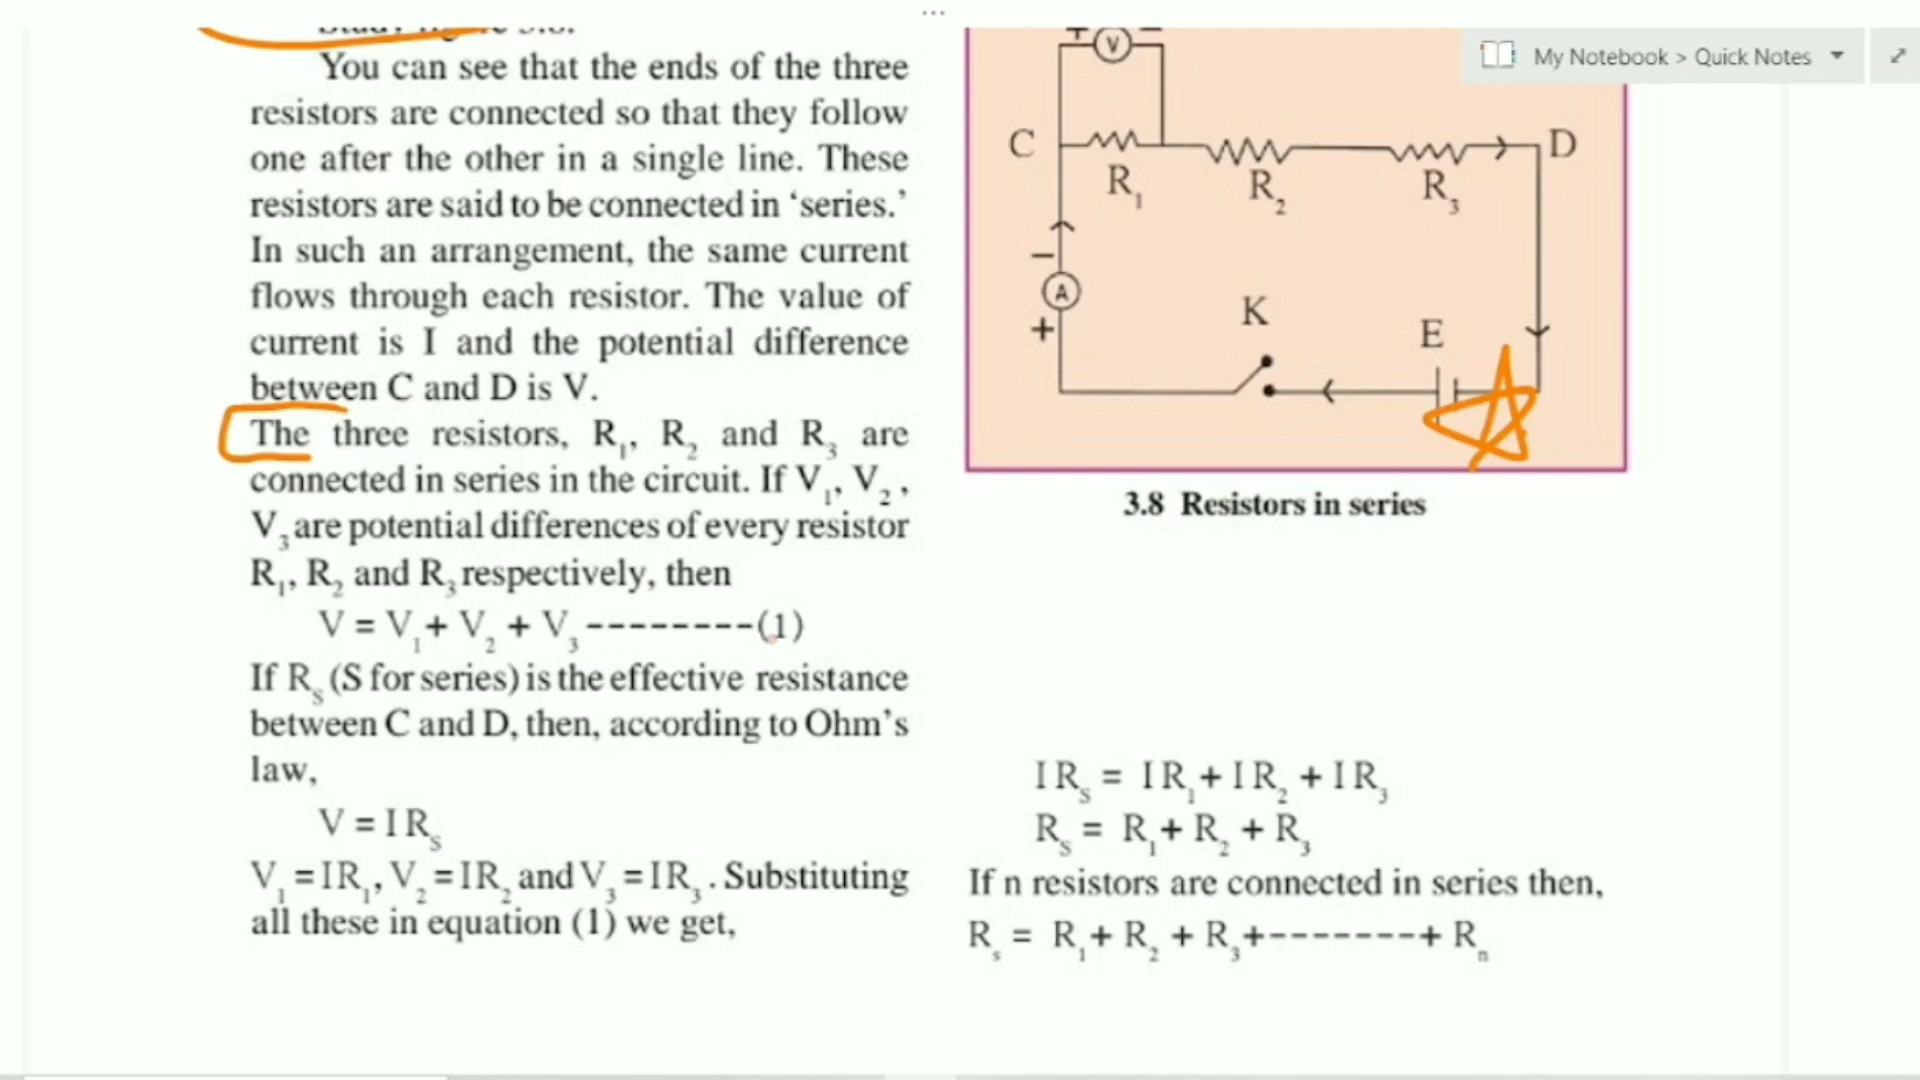 My Notebook > Quick Notes
You can see that the ends of the three
resistors are connected so that they follow
one after the other in a single line. These
resistors are said to be connected in ‘series.’
In such an arrangement, the same current
flows through each resistor. The value of
current is I and the potential difference
between C and D is V.
The three resistors, R₁, R₂ and R₃ are
connected in series in the circuit. If V₁, V₂ ,
V₃ are potential differences of every resistor
R₁, R₂ and R₃ respectively, then
V = V₁ + V₂ + V₃ --------(1)
If Rₛ (S for series) is the effective resistance
between C and D, then, according to Ohm’s
law,
V = I Rₛ
V₁ = IR₁, V₂ = IR₂ and V₃ = IR₃ . Substituting
all these in equation (1) we get,
+ V −
C D
R₁ R₂ R₃
−
A
+
K
E
3.8 Resistors in series
I Rₛ = I R₁ + I R₂ + I R₃
Rₛ = R₁ + R₂ + R₃
If n resistors are connected in series then,
Rₛ = R₁ + R₂ + R₃ +-------+ Rₙ